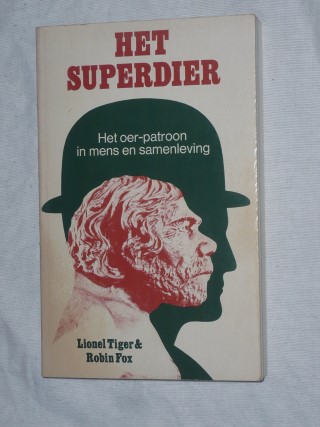 HET
SUPERDIER
Het oer-patroon
in mens en samenleving
Lionel Tiger &
Robin Fox